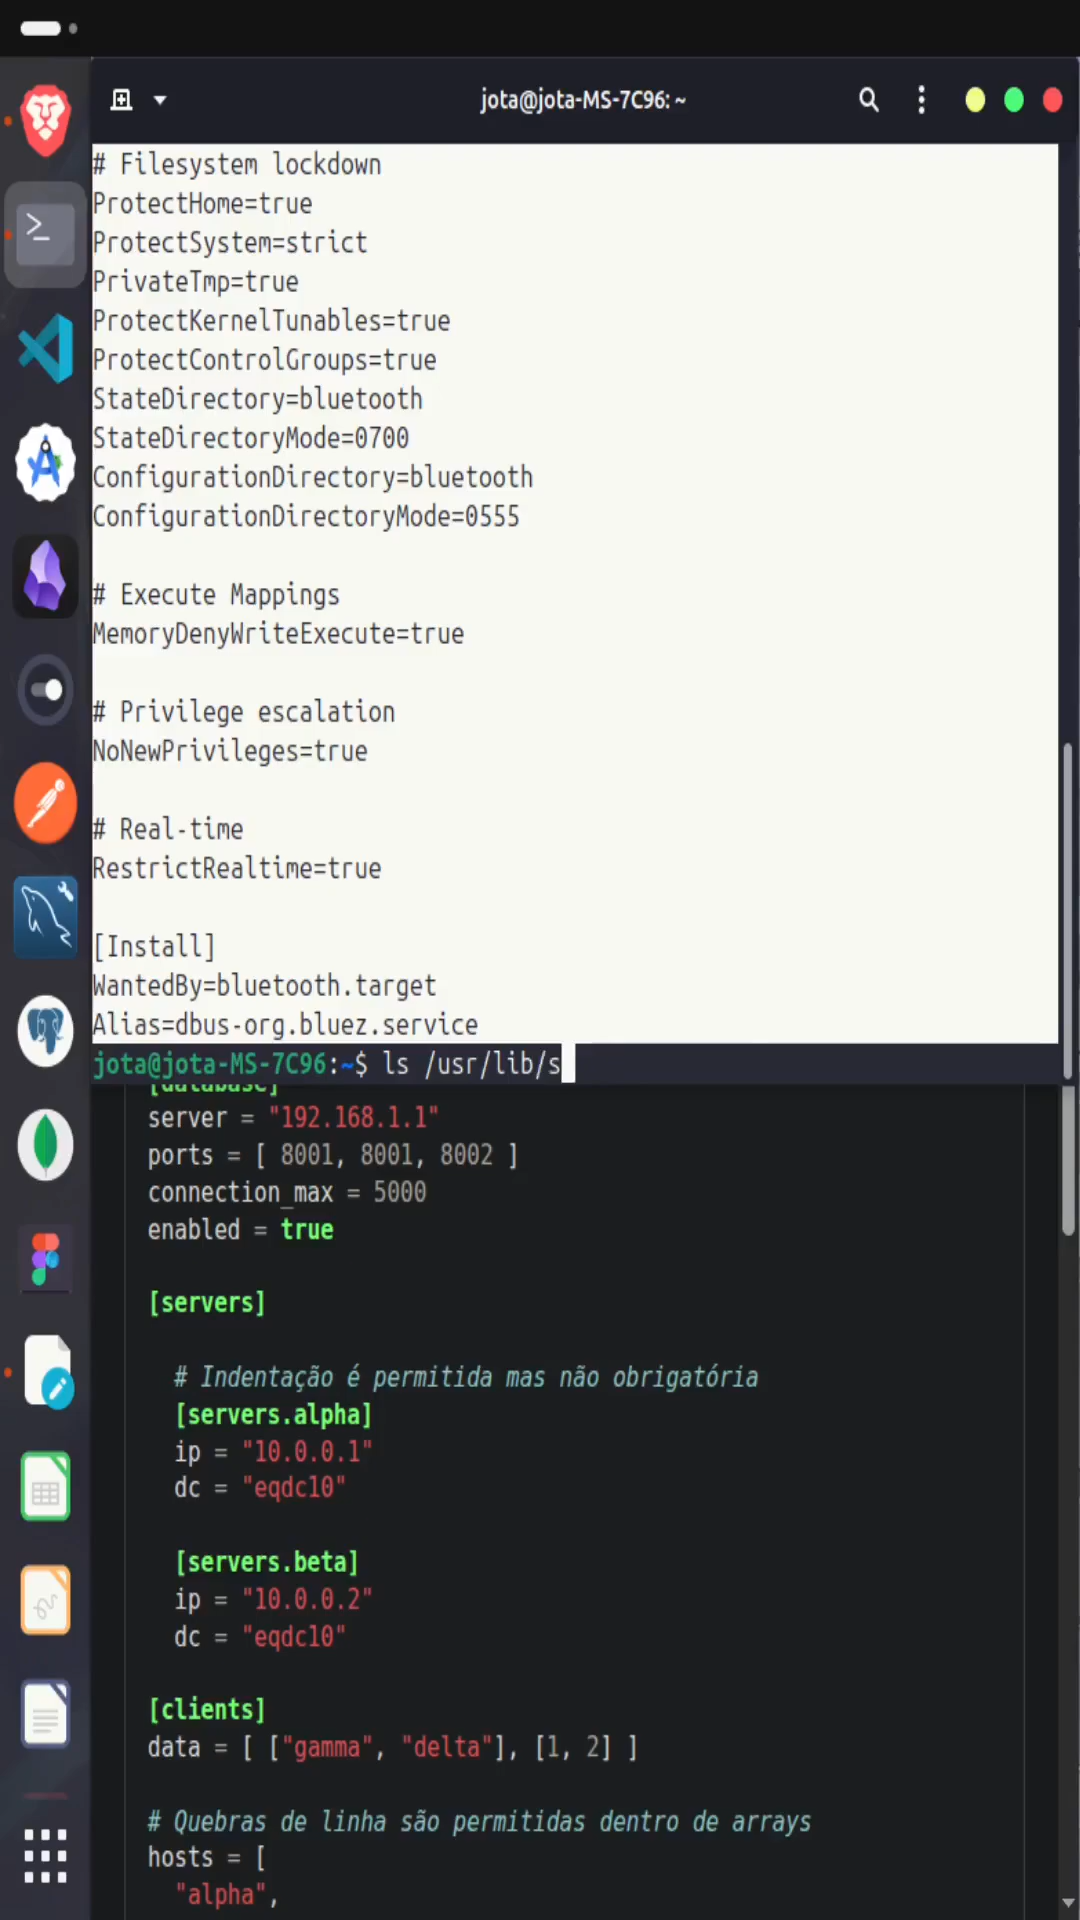 jota@jota-MS-7C96: ~
# Filesystem lockdown
ProtectHome=true
ProtectSystem=strict
PrivateTmp=true
ProtectKernelTunables=true
ProtectControlGroups=true
StateDirectory=bluetooth
StateDirectoryMode=0700
ConfigurationDirectory=bluetooth
ConfigurationDirectoryMode=0555
# Execute Mappings
MemoryDenyWriteExecute=true
# Privilege escalation
NoNewPrivileges=true
# Real-time
RestrictRealtime=true
[Install]
WantedBy=bluetooth.target
Alias=dbus-org.bluez.service
jota@jota-MS-7C96:~$ ls /usr/lib/s
[database]
server = "192.168.1.1"
ports = [ 8001, 8001, 8002 ]
connection_max = 5000
enabled = true
[servers]
# Indentação é permitida mas não obrigatória
[servers.alpha]
ip = "10.0.0.1"
dc = "eqdc10"
[servers.beta]
ip = "10.0.0.2"
dc = "eqdc10"
[clients]
data = [ ["gamma", "delta"], [1, 2] ]
# Quebras de linha são permitidas dentro de arrays
hosts = [
"alpha",